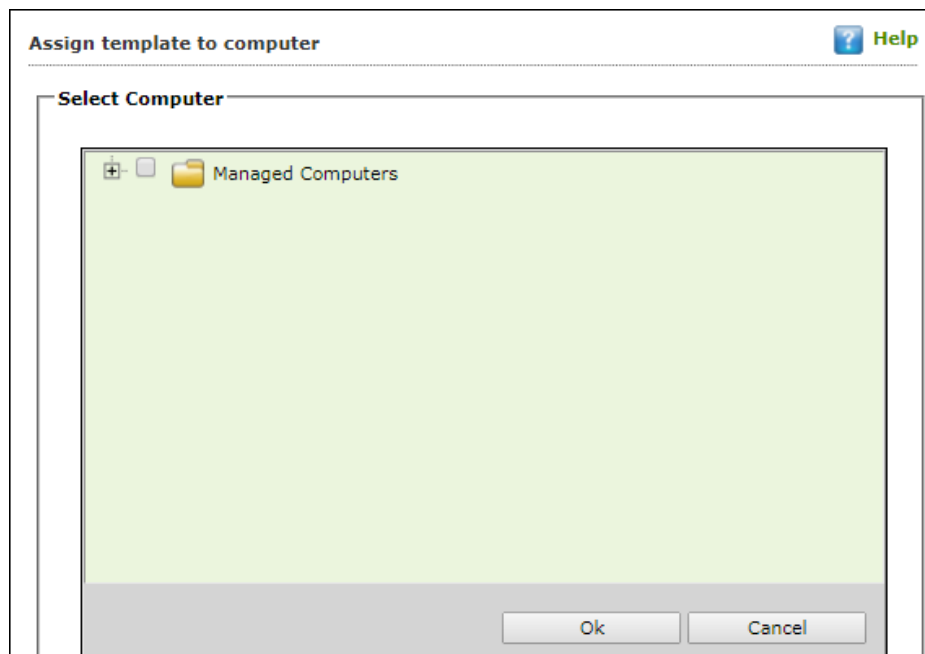 Assign template to computer
Help
Select Computer
Managed Computers
Ok
Cancel